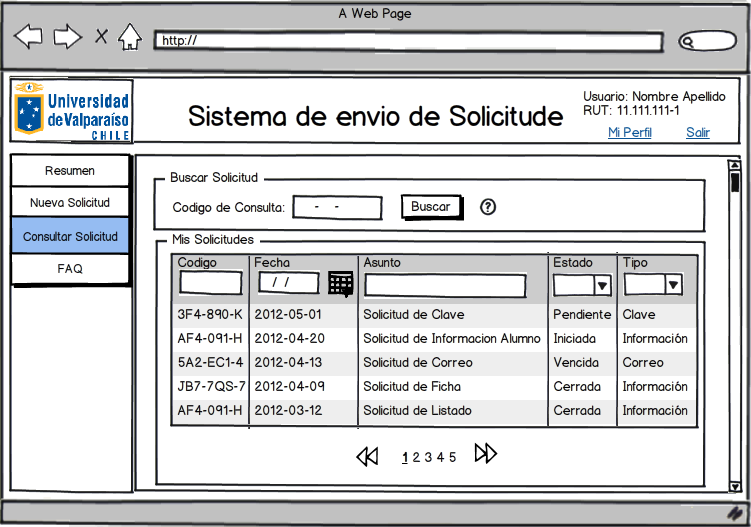 A Web Page
http://
Universidad
de Valparaíso
CHILE
Sistema de envio de Solicitude
Usuario: Nombre Apellido
RUT: 11.111.111-1
Mi Perfil Salir
Resumen
Nueva Solicitud
Consultar Solicitud
FAQ
Buscar Solicitud
Codigo de Consulta: - - Buscar ?
Mis Solicitudes
Codigo Fecha Asunto Estado Tipo
/ /
3F4-890-K 2012-05-01 Solicitud de Clave Pendiente Clave
AF4-091-H 2012-04-20 Solicitud de Informacion Alumno Iniciada Información
5A2-EC1-4 2012-04-13 Solicitud de Correo Vencida Correo
JB7-7QS-7 2012-04-09 Solicitud de Ficha Cerrada Información
AF4-091-H 2012-03-12 Solicitud de Listado Cerrada Información
1 2 3 4 5